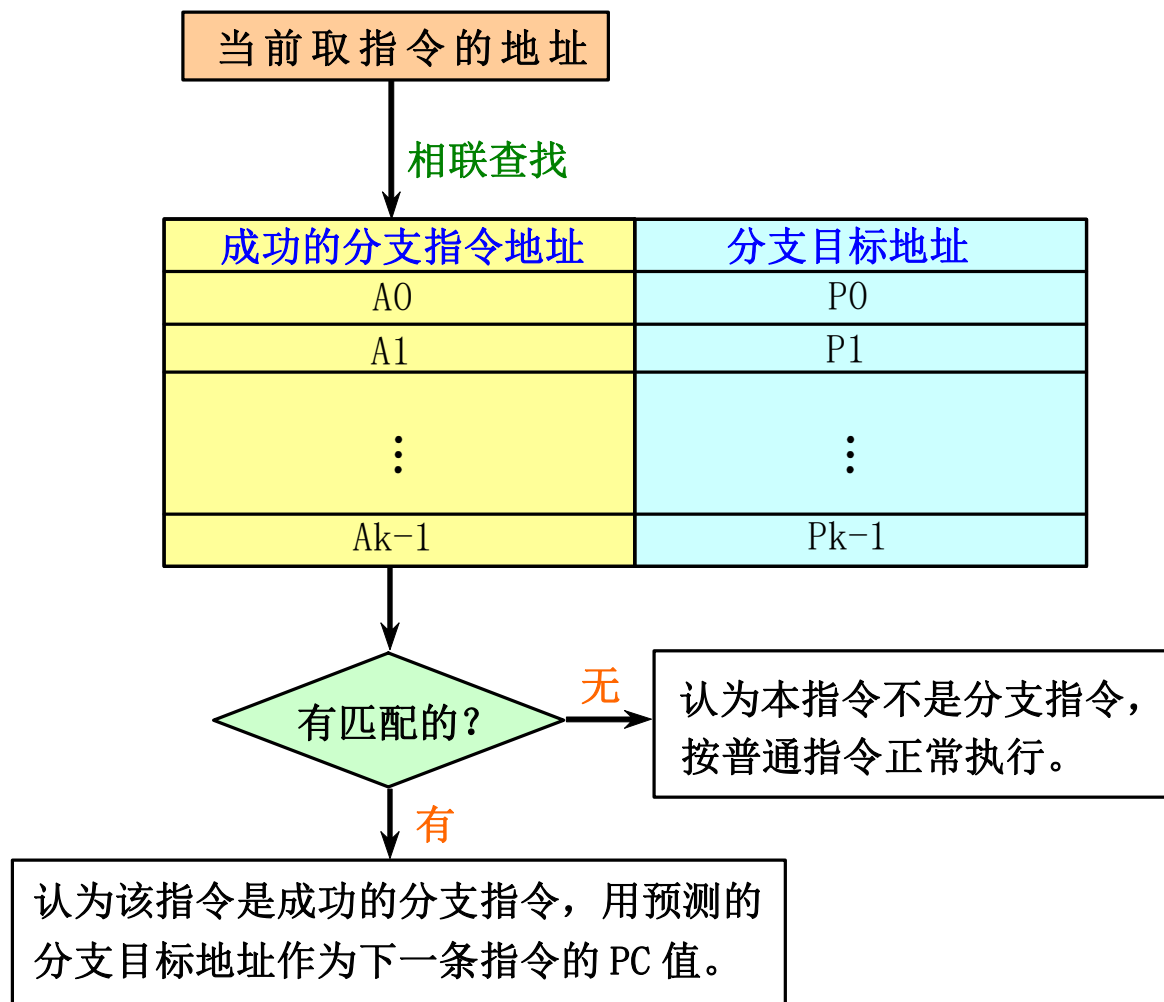 当前取指令的地址
相联查找
成功的分支指令地址 分支目标地址
A0 P0
A1 P1
⋮ ⋮
Ak-1 Pk-1
有匹配的？
无
认为本指令不是分支指令，
按普通指令正常执行。
有
认为该指令是成功的分支指令，用预测的
分支目标地址作为下一条指令的 PC 值。